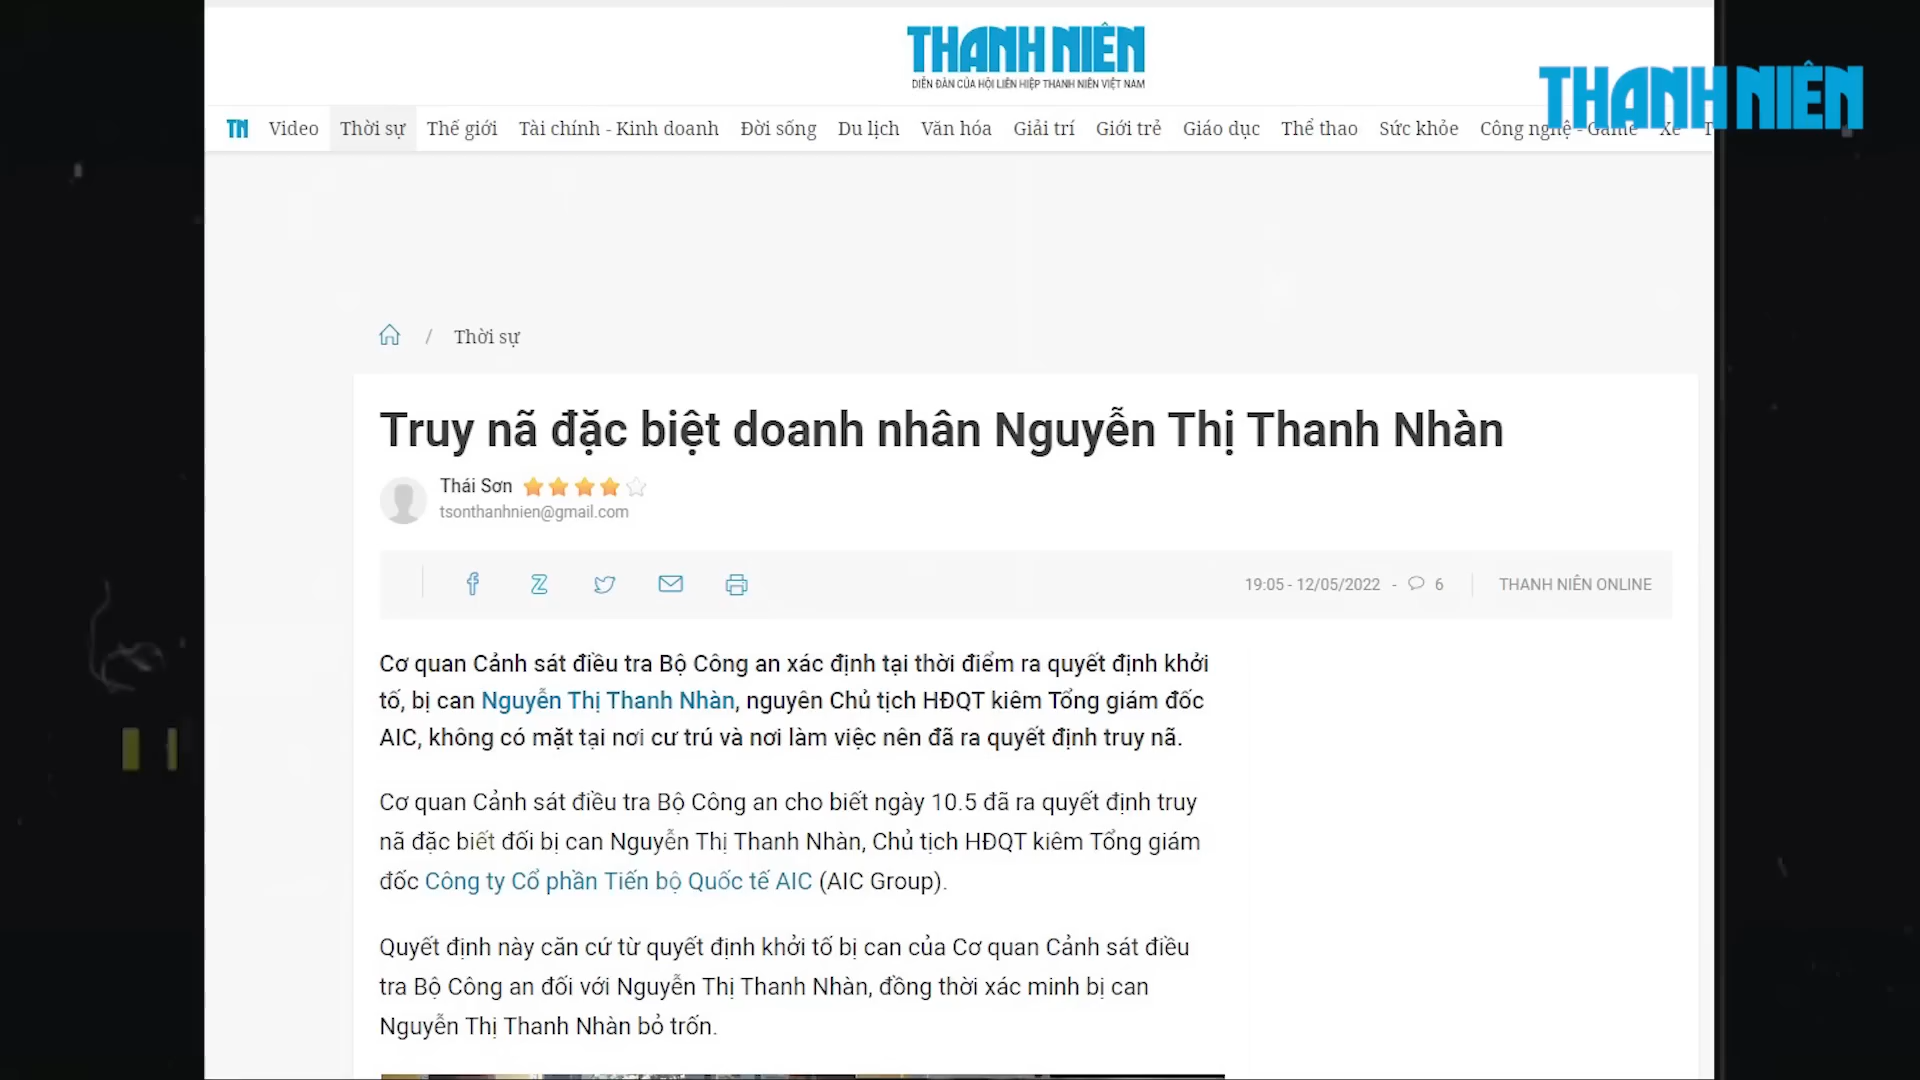 THANH NIÊN
DIỄN ĐÀN CỦA HỘI LIÊN HIỆP THANH NIÊN VIỆT NAM
THANH NIÊN
TN Video Thời sự Thế giới Tài chính - Kinh doanh Đời sống Du lịch Văn hóa Giải trí Giới trẻ Giáo dục Thể thao Sức khỏe Công nghệ - Game Xe
/ Thời sự
Truy nã đặc biệt doanh nhân Nguyễn Thị Thanh Nhàn
Thái Sơn
tsonthanhnien@gmail.com
19:05 - 12/05/2022 - 6 THANH NIÊN ONLINE
Cơ quan Cảnh sát điều tra Bộ Công an xác định tại thời điểm ra quyết định khởi
tố, bị can Nguyễn Thị Thanh Nhàn, nguyên Chủ tịch HĐQT kiêm Tổng giám đốc
AIC, không có mặt tại nơi cư trú và nơi làm việc nên đã ra quyết định truy nã.
Cơ quan Cảnh sát điều tra Bộ Công an cho biết ngày 10.5 đã ra quyết định truy
nã đặc biết đối bị can Nguyễn Thị Thanh Nhàn, Chủ tịch HĐQT kiêm Tổng giám
đốc Công ty Cổ phần Tiến bộ Quốc tế AIC (AIC Group).
Quyết định này căn cứ từ quyết định khởi tố bị can của Cơ quan Cảnh sát điều
tra Bộ Công an đối với Nguyễn Thị Thanh Nhàn, đồng thời xác minh bị can
Nguyễn Thị Thanh Nhàn bỏ trốn.